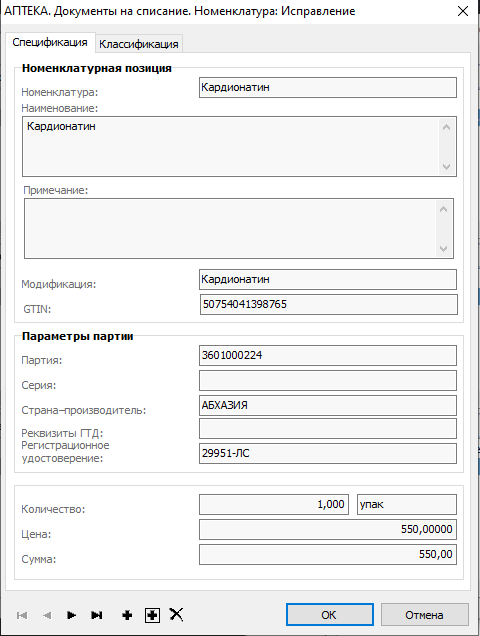 АПТЕКА. Документы на списание. Номенклатура: Исправление
Спецификация Классификация
Номенклатурная позиция
Номенклатура: Кардионатин
Наименование:
Кардионатин
Примечание:
Модификация: Кардионатин
GTIN: 50754041398765
Параметры партии
Партия: 3601000224
Серия:
Страна-производитель: АБХАЗИЯ
Реквизиты ГТД:
Регистрационное
удостоверение: 29951-ЛС
Количество: 1,000 упак
Цена: 550,00000
Сумма: 550,00
OK Отмена